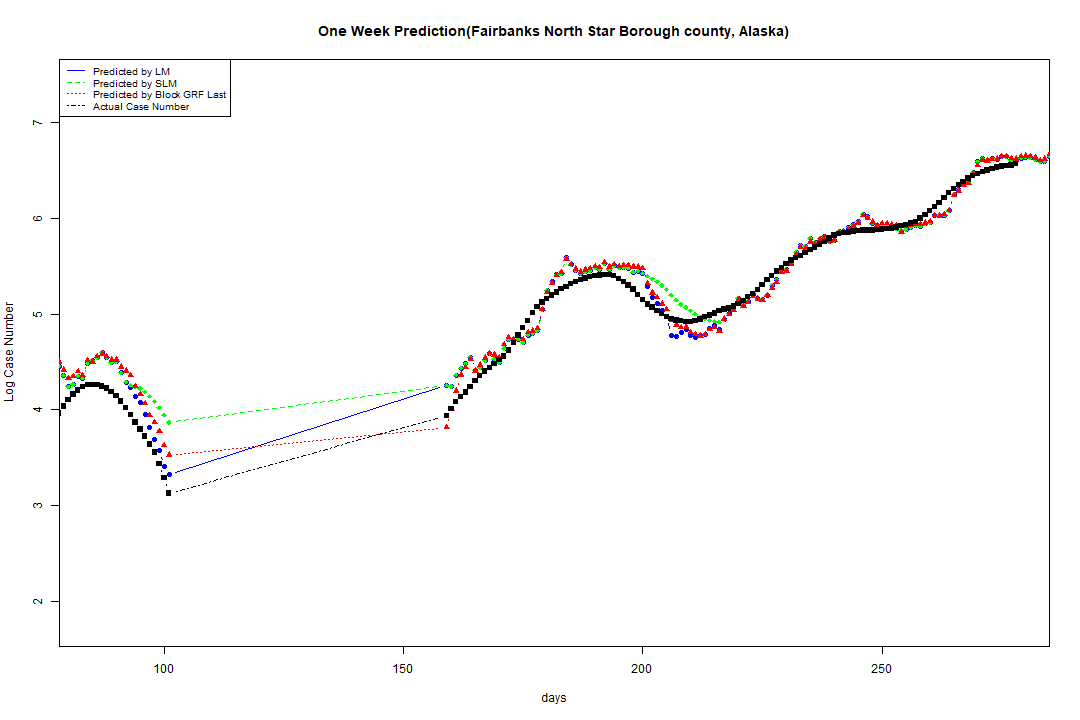 One Week Prediction(Fairbanks North Star Borough county, Alaska)
Predicted by LM
Predicted by SLM
Predicted by Block GRF Last
Actual Case Number
Log Case Number
7
6
5
4
3
2
100 150 200 250
days